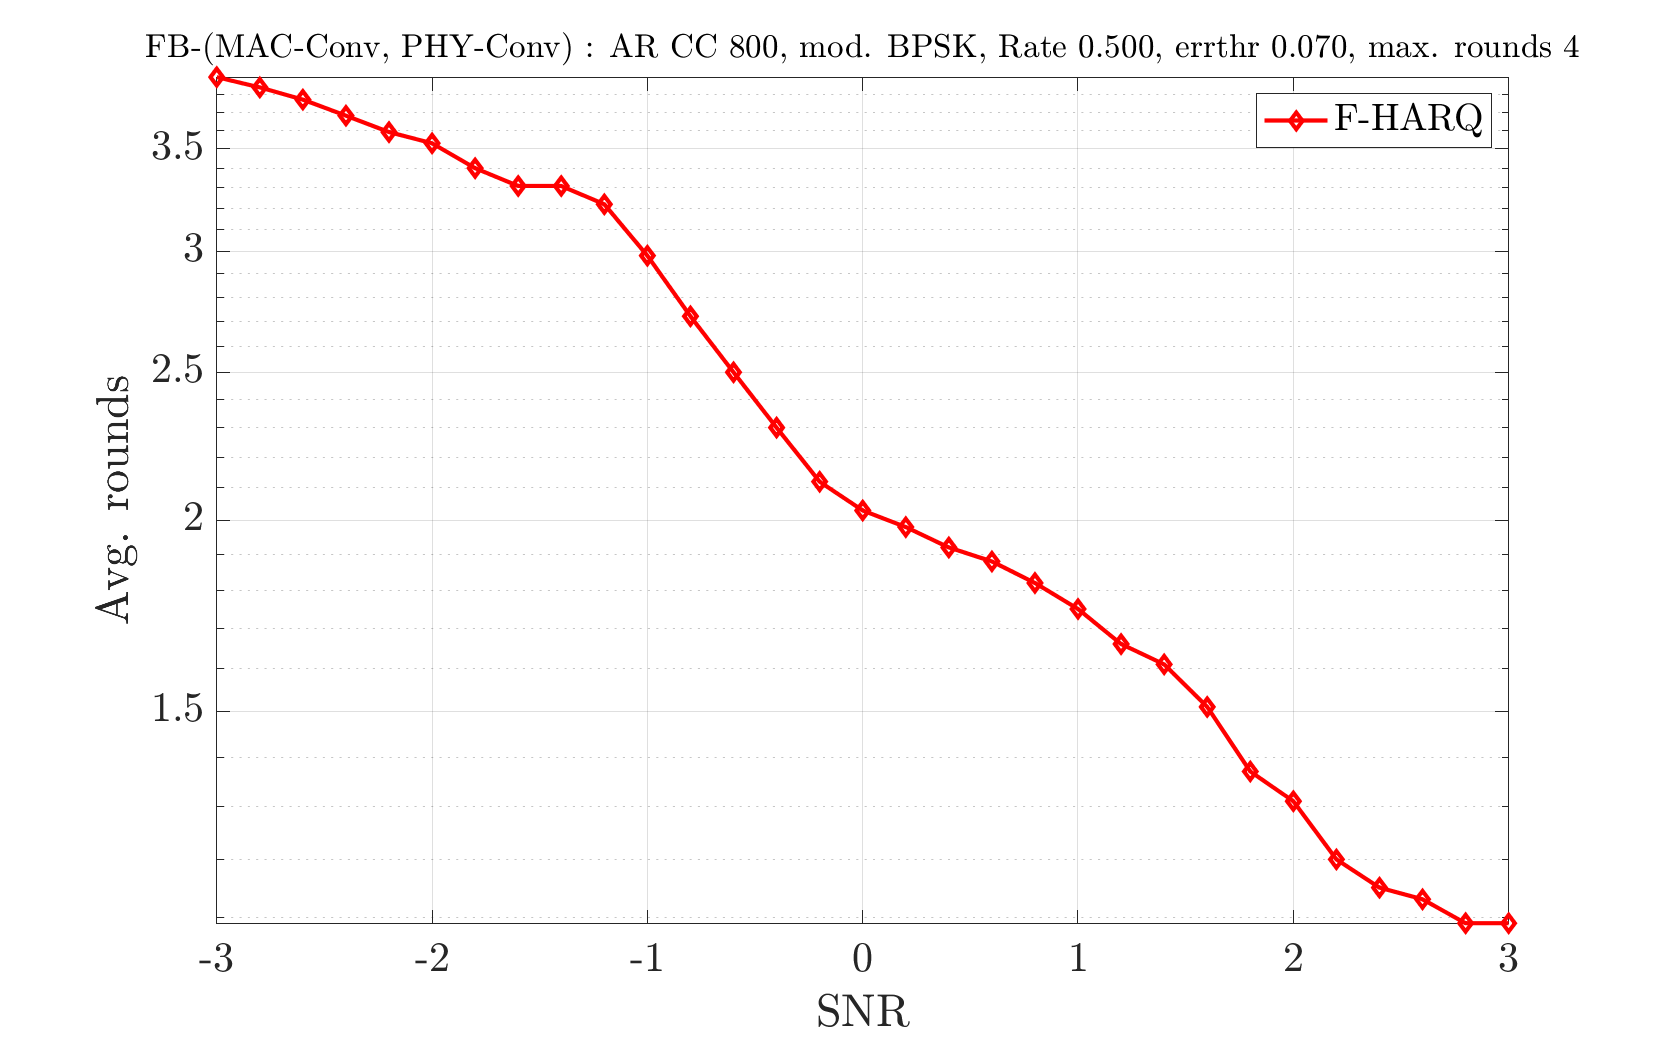 FB-(MAC-Conv, PHY-Conv) : AR CC 800, mod. BPSK, Rate 0.500, errthr 0.070, max. rounds 4
F-HARQ
3.5
3
2.5
2
1.5
Avg. rounds
-3 -2 -1 0 1 2 3
SNR